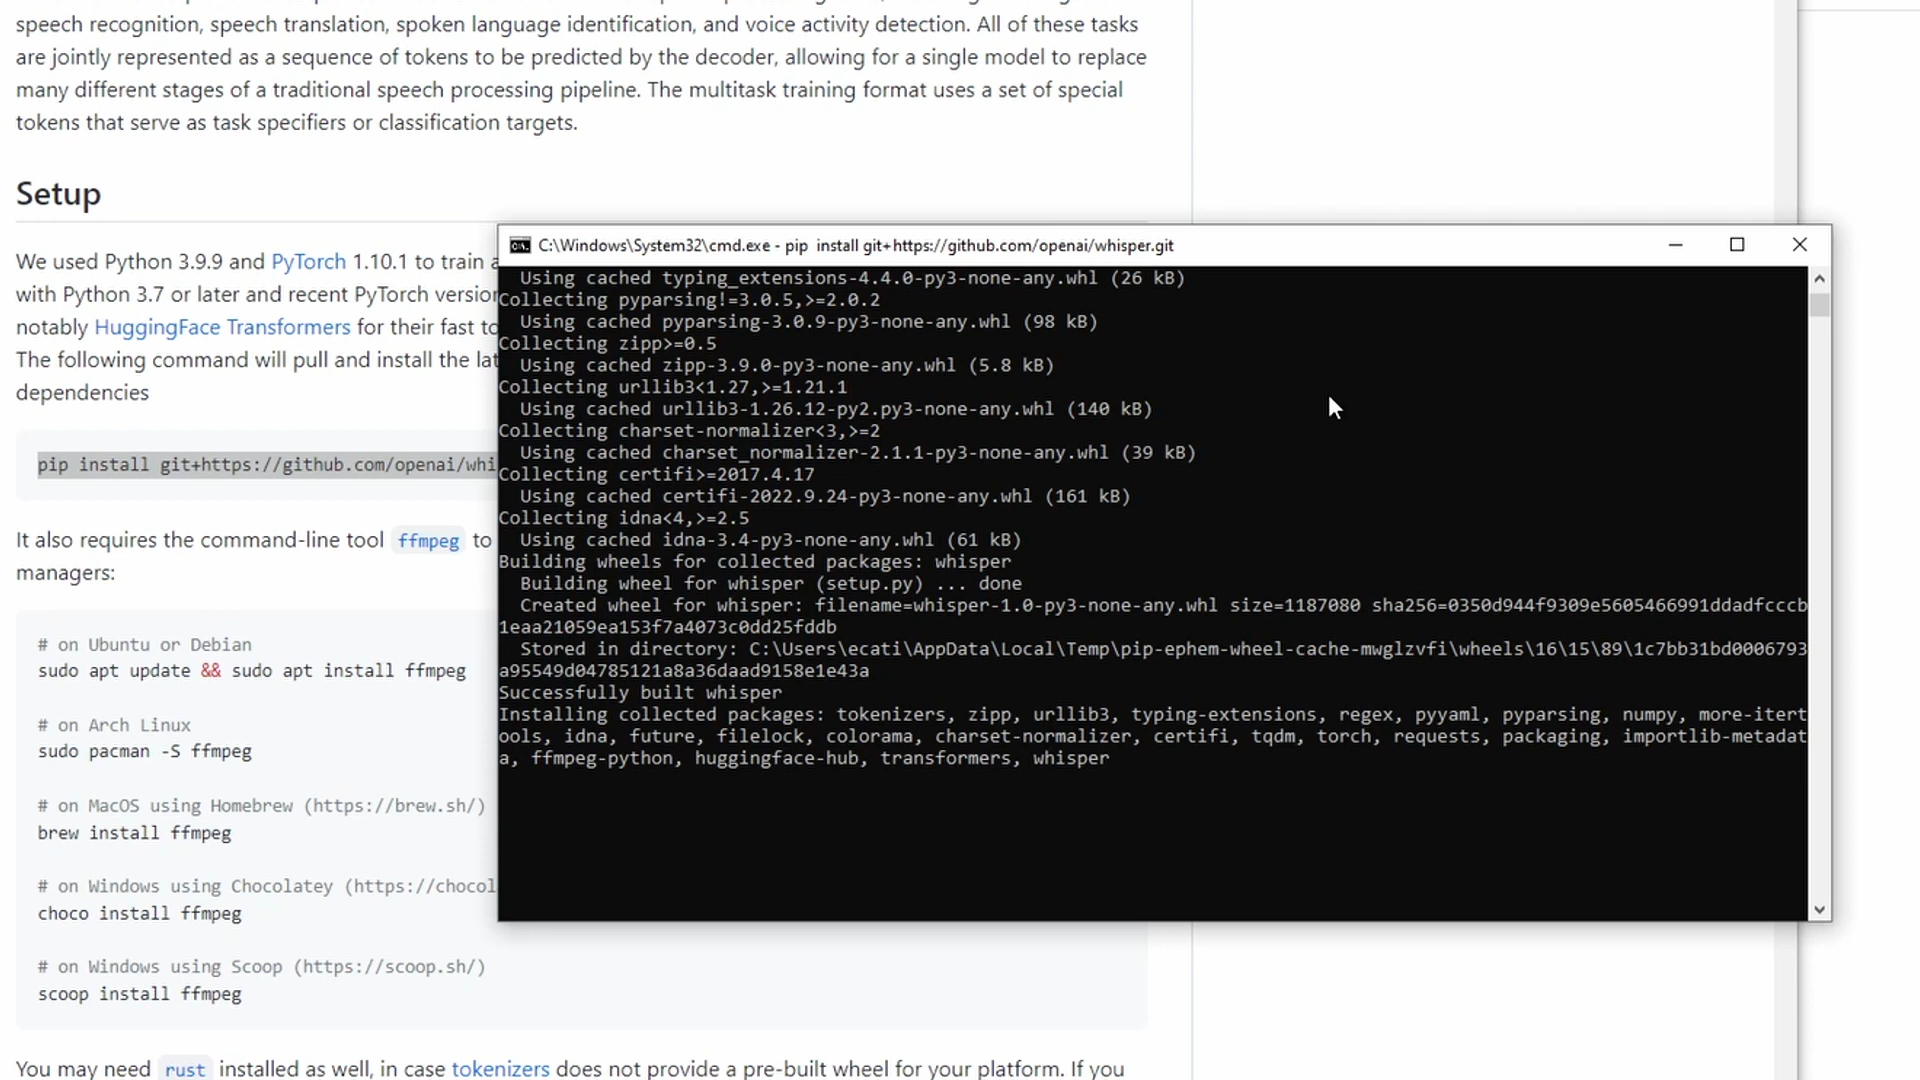 speech recognition, speech translation, spoken language identification, and voice activity detection. All of these tasks
are jointly represented as a sequence of tokens to be predicted by the decoder, allowing for a single model to replace
many different stages of a traditional speech processing pipeline. The multitask training format uses a set of special
tokens that serve as task specifiers or classification targets.
Setup
We used Python 3.9.9 and PyTorch 1.10.1 to train a
with Python 3.7 or later and recent PyTorch version
notably HuggingFace Transformers for their fast to
The following command will pull and install the lat
dependencies
pip install git+https://github.com/openai/whi
It also requires the command-line tool ffmpeg to
managers:
# on Ubuntu or Debian
sudo apt update && sudo apt install ffmpeg
# on Arch Linux
sudo pacman -S ffmpeg
# on MacOS using Homebrew (https://brew.sh/)
brew install ffmpeg
# on Windows using Chocolatey (https://chocol
choco install ffmpeg
# on Windows using Scoop (https://scoop.sh/)
scoop install ffmpeg
You may need rust installed as well, in case tokenizers does not provide a pre-built wheel for your platform. If you
C:\Windows\System32\cmd.exe - pip  install git+https://github.com/openai/whisper.git
  Using cached typing_extensions-4.4.0-py3-none-any.whl (26 kB)
Collecting pyparsing!=3.0.5,>=2.0.2
  Using cached pyparsing-3.0.9-py3-none-any.whl (98 kB)
Collecting zipp>=0.5
  Using cached zipp-3.9.0-py3-none-any.whl (5.8 kB)
Collecting urllib3<1.27,>=1.21.1
  Using cached urllib3-1.26.12-py2.py3-none-any.whl (140 kB)
Collecting charset-normalizer<3,>=2
  Using cached charset_normalizer-2.1.1-py3-none-any.whl (39 kB)
Collecting certifi>=2017.4.17
  Using cached certifi-2022.9.24-py3-none-any.whl (161 kB)
Collecting idna<4,>=2.5
  Using cached idna-3.4-py3-none-any.whl (61 kB)
Building wheels for collected packages: whisper
  Building wheel for whisper (setup.py) ... done
  Created wheel for whisper: filename=whisper-1.0-py3-none-any.whl size=1187080 sha256=0350d944f9309e5605466991ddadfcccb
1eaa21059ea153f7a4073c0dd25fddb
  Stored in directory: C:\Users\ecati\AppData\Local\Temp\pip-ephem-wheel-cache-mwglzvfi\wheels\16\15\89\1c7bb31bd0006793
a95549d04785121a8a36daad9158e1e43a
Successfully built whisper
Installing collected packages: tokenizers, zipp, urllib3, typing-extensions, regex, pyyaml, pyparsing, numpy, more-itert
ools, idna, future, filelock, colorama, charset-normalizer, certifi, tqdm, torch, requests, packaging, importlib-metadat
a, ffmpeg-python, huggingface-hub, transformers, whisper